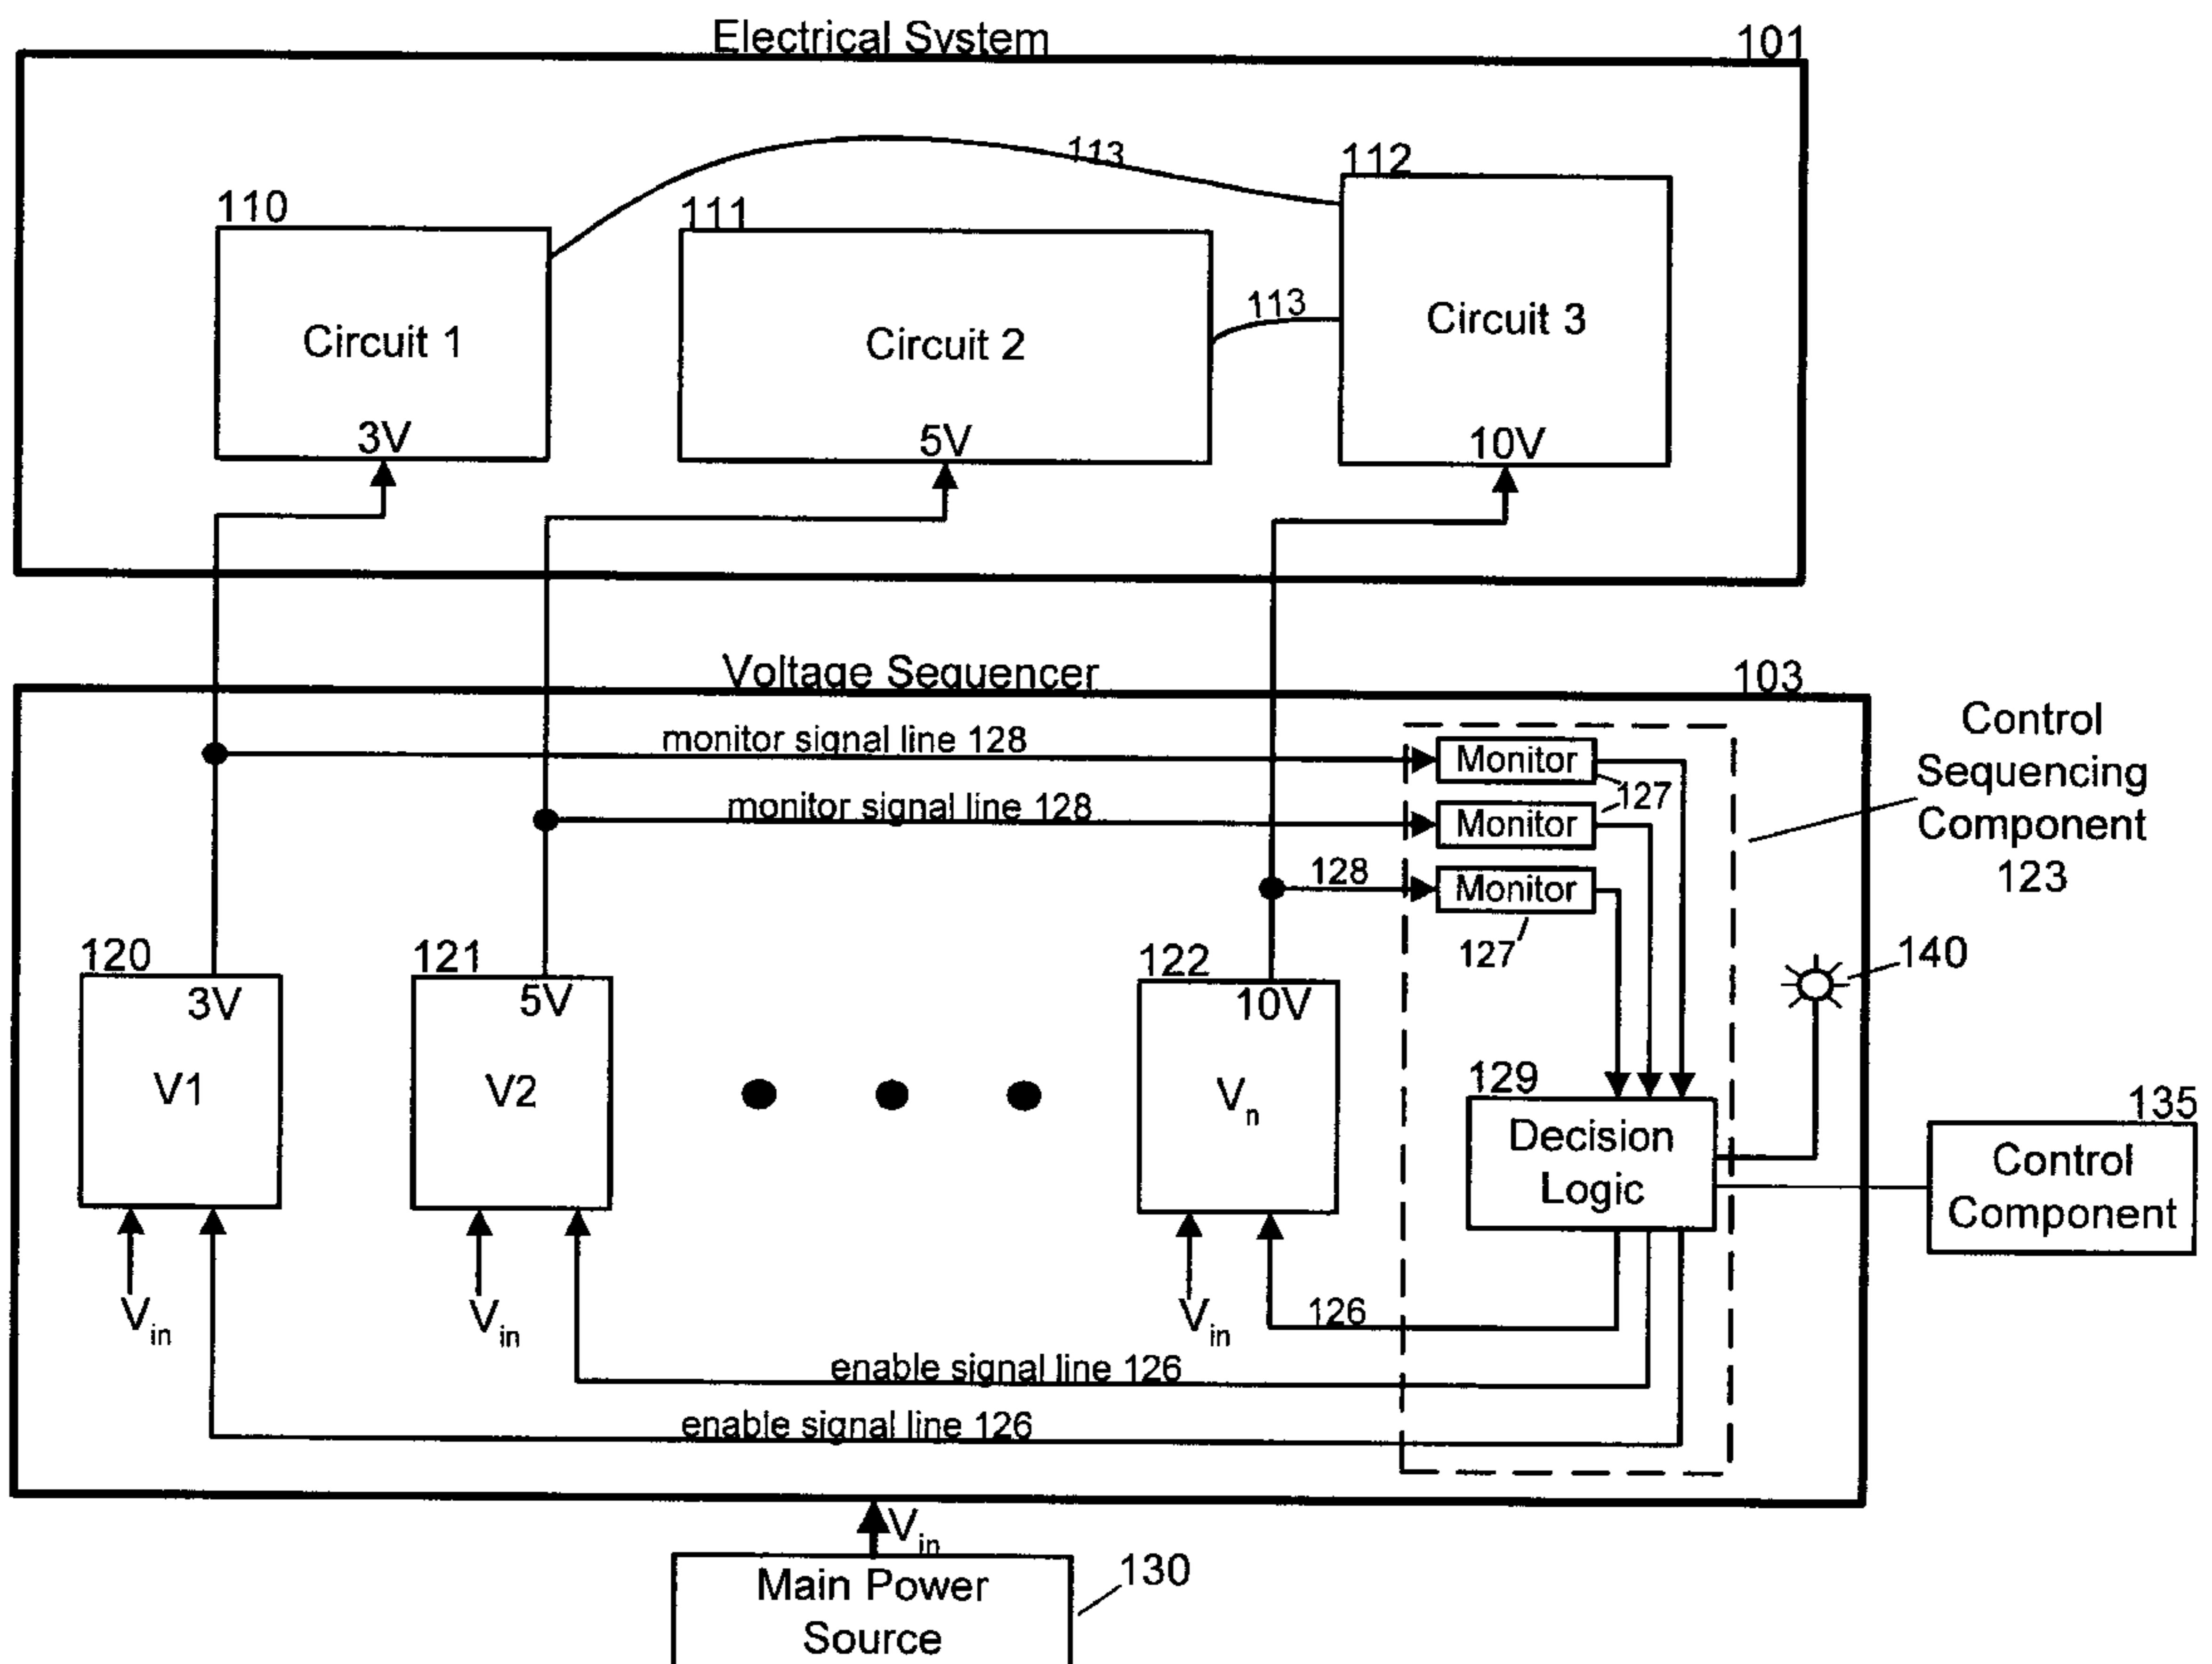 Electrical System
101
113
112
110
111
113
Circuit 1
Circuit 2
Circuit 3
3V
5V
10V
Voltage Sequencer
103
monitor signal line 128
Monitor
127
monitor signal line 128
Monitor
128
Monitor
127
Control
Sequencing
Component
123
120
121
122
140
3V
5V
10V
V1
V2
Vn
129
Decision
Logic
135
Control
Component
Vin
Vin
Vin
126
enable signal line 126
enable signal line 126
Vin
Main Power
Source
130